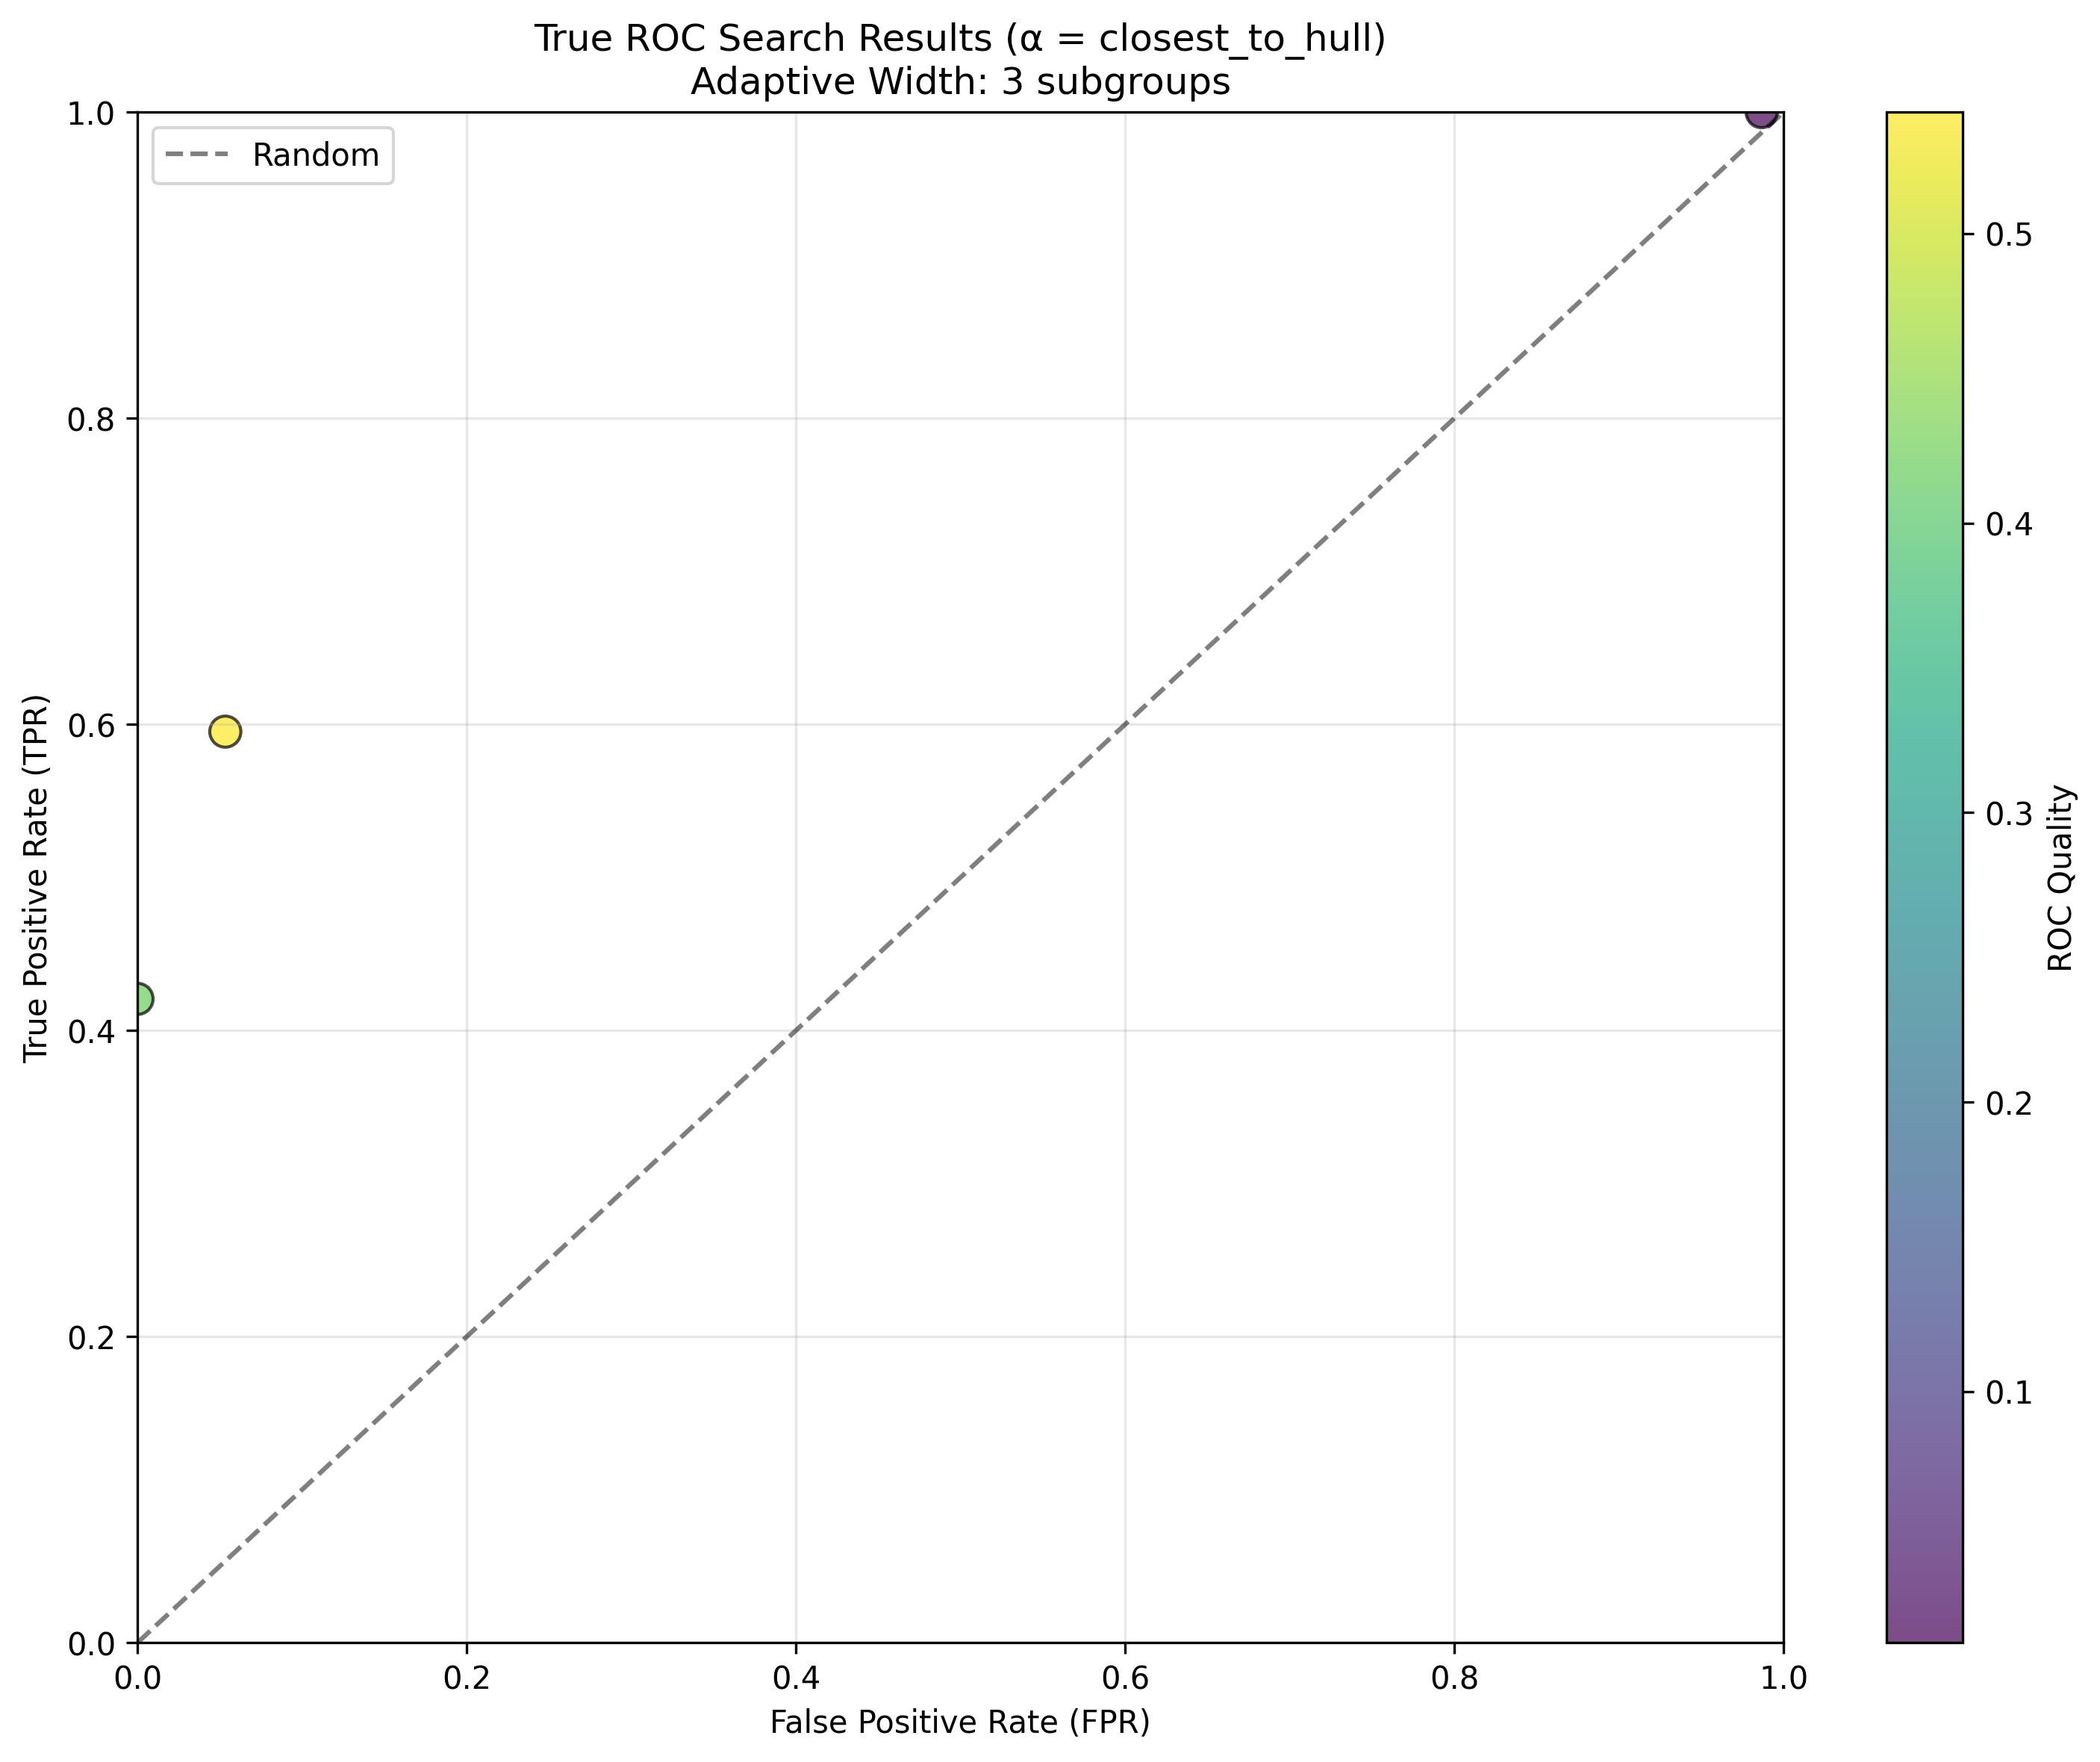 True ROC Search Results (α = closest_to_hull)
Adaptive Width: 3 subgroups
Random
True Positive Rate (TPR)
1.0
0.8
0.6
0.4
0.2
0.0
0.0
0.2
0.4
0.6
0.8
1.0
False Positive Rate (FPR)
0.5
0.4
0.3
0.2
0.1
ROC Quality